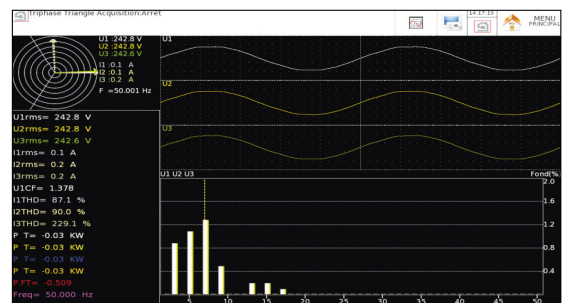 Triphase Triangle Acquisition:Arret
14:17:10
MENU
PRINCIPAL
U1 :242.8 V
U2 :242.8 V
U3 :242.6 V
I1 :0.1 A
I2 :0.1 A
I3 :0.2 A
F =50.001 Hz
U1
U2
U3
U1rms= 242.8 V
U2rms= 242.8 V
U3rms= 242.6 V
I1rms= 0.1 A
I2rms= 0.2 A
I3rms= 0.2 A
U1CF= 1.378
I1THD= 87.1 %
I2THD= 90.0 %
I3THD= 229.1 %
P T= -0.03 KW
P T= -0.03 KW
P T= -0.03 KW
P T= -0.03 KW
P.FT= -0.509
Freq= 50.000 Hz
U1 U2 U3 Fond(%)
2.0
1.6
1.2
0.8
0.4
5 10 15 20 25 30 35 40 45 50